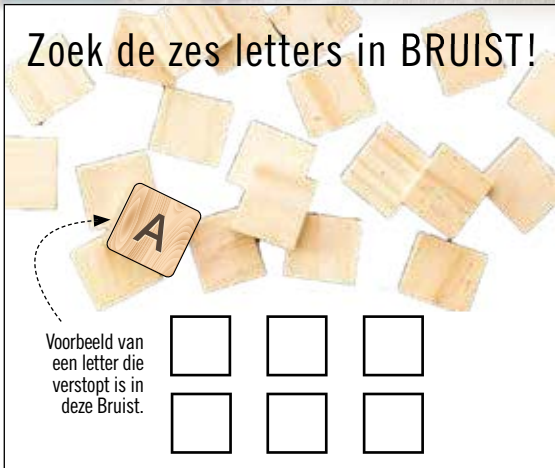 Zoek de zes letters in BRUIST!
A
Voorbeeld van
een letter die
verstopt is in
deze Bruist.